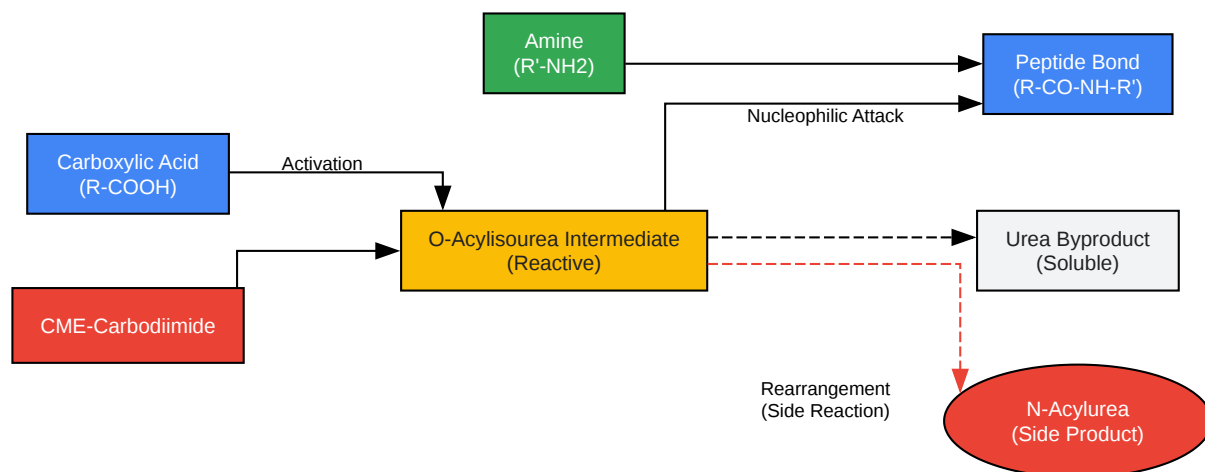 Amine
(R'-NH2)
Peptide Bond
(R-CO-NH-R')
Nucleophilic Attack
Carboxylic Acid
(R-COOH)
Activation
O-Acylisourea Intermediate
(Reactive)
Urea Byproduct
(Soluble)
CME-Carbodiimide
Rearrangement
(Side Reaction)
N-Acylurea
(Side Product)